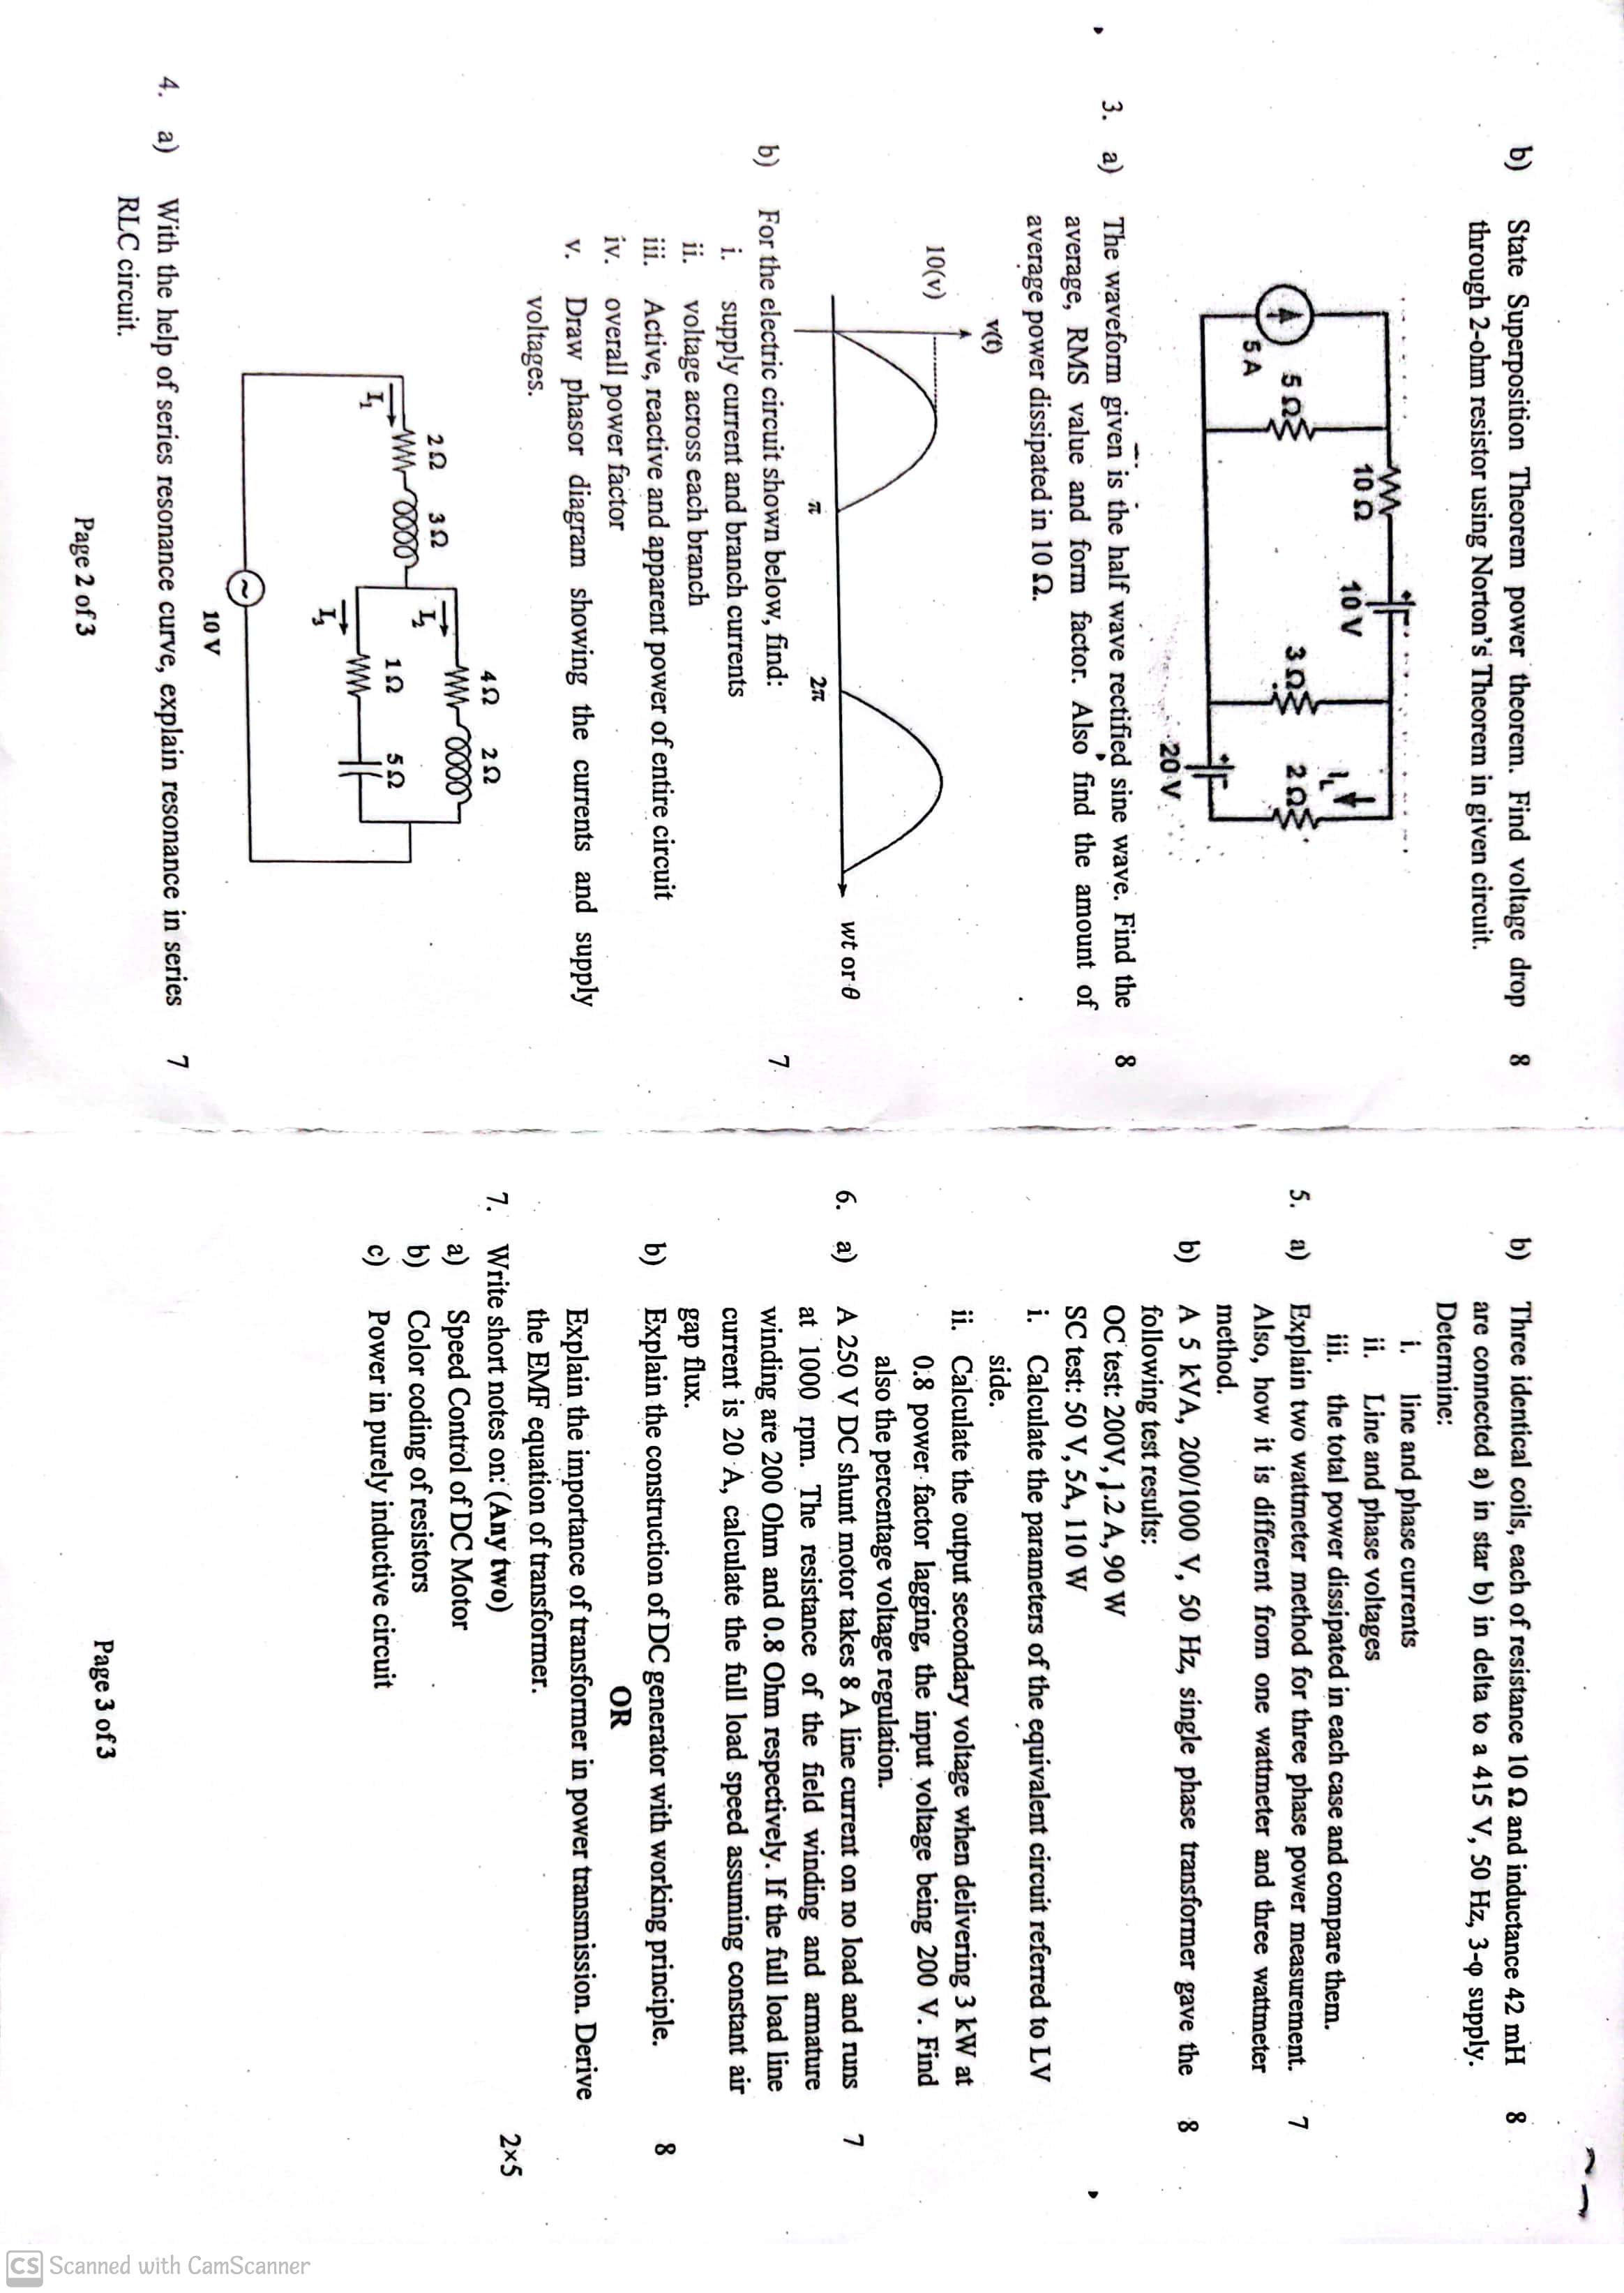 b) State Superposition Theorem power theorem. Find voltage drop 8
through 2-ohm resistor using Norton's Theorem in given circuit.
10 Ω
10 V
5 Ω
5 A
3 Ω
2 Ω
I_L
20 V
3. a) The waveform given is the half wave rectified sine wave. Find the 8
average, RMS value and form factor. Also find the amount of
average power dissipated in 10 Ω.
v(t)
10(v)
π
2π
wt or θ
b) For the electric circuit shown below, find: 7
i. supply current and branch currents
ii. voltage across each branch
iii. Active, reactive and apparent power of entire circuit
iv. overall power factor
v. Draw phasor diagram showing the currents and supply
voltages.
4 Ω 2 Ω
2 Ω 3 Ω
I₂
1 Ω 5 Ω
I₁
I₃
10 V
4. a) With the help of series resonance curve, explain resonance in series 7
RLC circuit.
Page 2 of 3
b) Three identical coils, each of resistance 10 Ω and inductance 42 mH 8
are connected a) in star b) in delta to a 415 V, 50 Hz, 3-φ supply.
Determine:
i. line and phase currents
ii. Line and phase voltages
iii. the total power dissipated in each case and compare them.
5. a) Explain two wattmeter method for three phase power measurement. 7
Also, how it is different from one wattmeter and three wattmeter
method.
b) A 5 kVA, 200/1000 V, 50 Hz, single phase transformer gave the 8
following test results:
OC test: 200V, 1.2 A, 90 W
SC test: 50 V, 5A, 110 W
i. Calculate the parameters of the equivalent circuit referred to LV
side.
ii. Calculate the output secondary voltage when delivering 3 kW at
0.8 power factor lagging, the input voltage being 200 V. Find
also the percentage voltage regulation.
6. a) A 250 V DC shunt motor takes 8 A line current on no load and runs 7
at 1000 rpm. The resistance of the field winding and armature
winding are 200 Ohm and 0.8 Ohm respectively. If the full load line
current is 20 A, calculate the full load speed assuming constant air
gap flux.
b) Explain the construction of DC generator with working principle. 8
OR
Explain the importance of transformer in power transmission. Derive
the EMF equation of transformer.
7. Write short notes on: (Any two) 2×5
a) Speed Control of DC Motor
b) Color coding of resistors
c) Power in purely inductive circuit
Page 3 of 3
CS Scanned with CamScanner